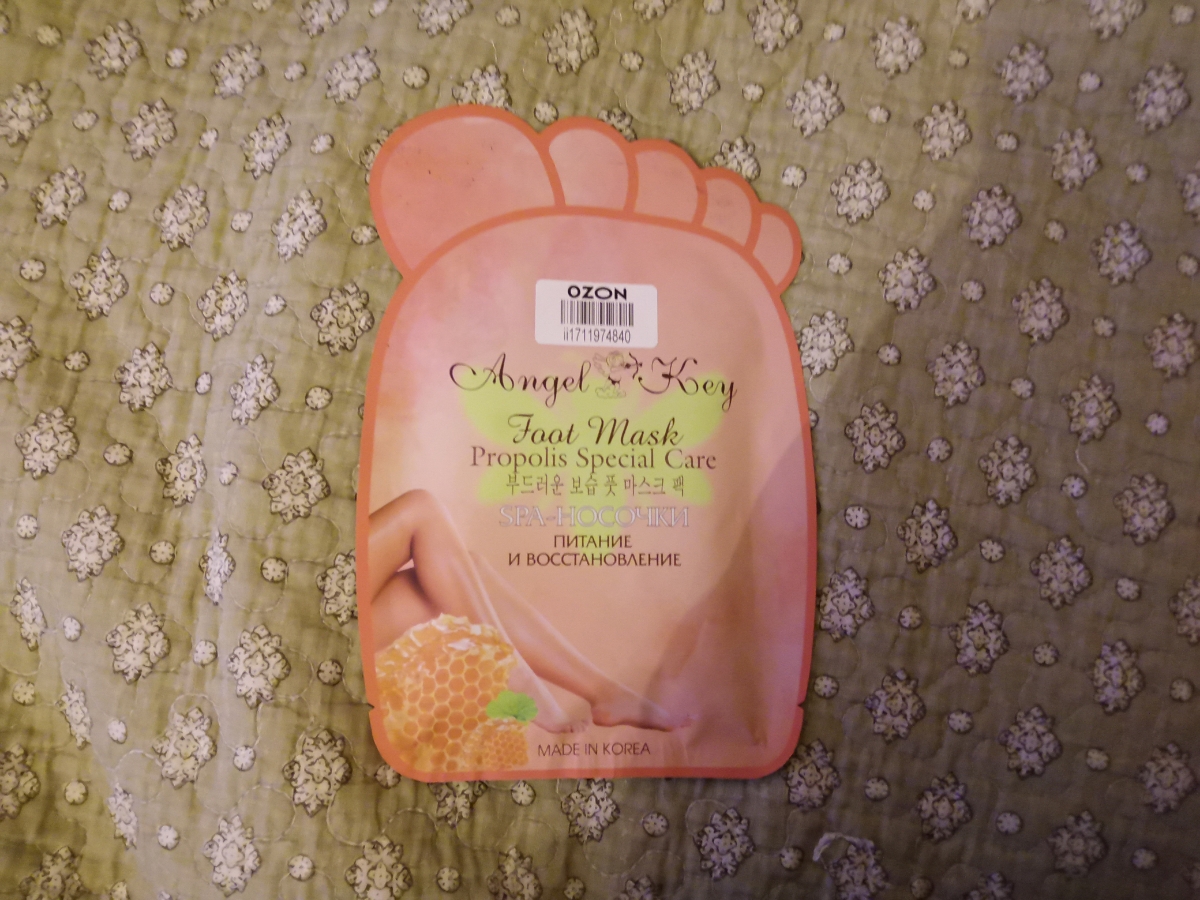 OZON
ii1711974840
Angel Key
Foot Mask
Propolis Special Care
부드러운 보습 풋 마스크 팩
SPA-НОСОЧКИ
ПИТАНИЕ
И ВОССТАНОВЛЕНИЕ
MADE IN KOREA